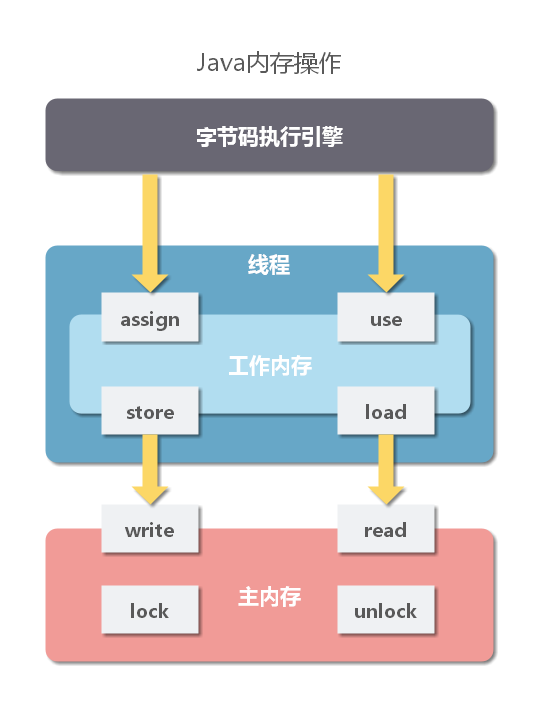 Java内存操作
字节码执行引擎
线程
assign
use
工作内存
store
load
write
read
主内存
lock
unlock